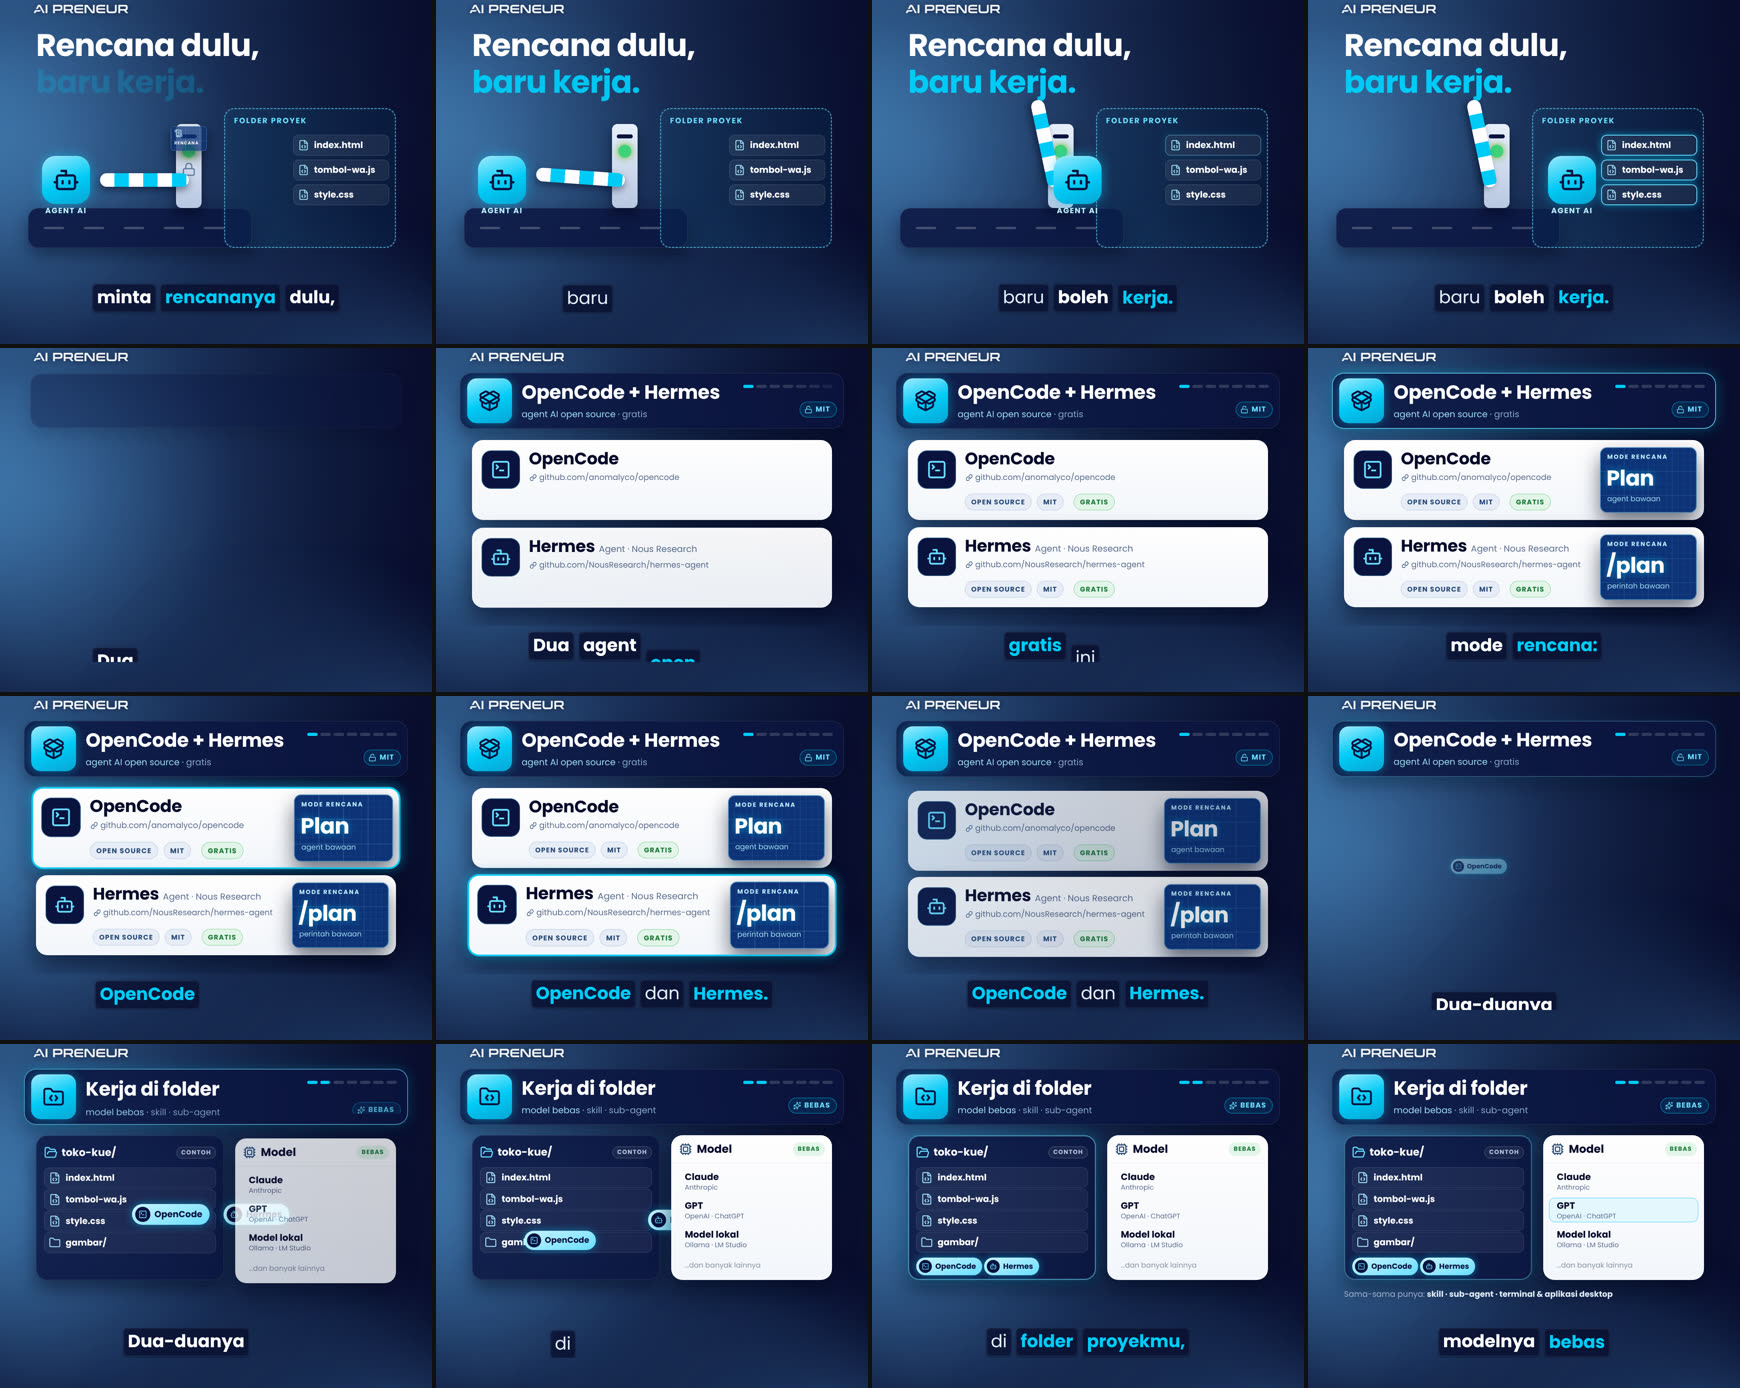 AI PRENEUR
Rencana dulu,
baru kerja.
RENCANA
FOLDER PROYEK
index.html
tombol-wa.js
style.css
AGENT AI
minta rencananya dulu,
AI PRENEUR
Rencana dulu,
baru kerja.
FOLDER PROYEK
index.html
tombol-wa.js
style.css
AGENT AI
baru
AI PRENEUR
Rencana dulu,
baru kerja.
FOLDER PROYEK
index.html
tombol-wa.js
style.css
AGENT AI
baru boleh kerja.
AI PRENEUR
Rencana dulu,
baru kerja.
FOLDER PROYEK
index.html
tombol-wa.js
style.css
AGENT AI
baru boleh kerja.
AI PRENEUR
Dua
AI PRENEUR
OpenCode + Hermes
agent AI open source · gratis
MIT
OpenCode
github.com/anomalyco/opencode
Hermes Agent · Nous Research
github.com/NousResearch/hermes-agent
Dua agent open
AI PRENEUR
OpenCode + Hermes
agent AI open source · gratis
MIT
OpenCode
github.com/anomalyco/opencode
OPEN SOURCE MIT GRATIS
Hermes Agent · Nous Research
github.com/NousResearch/hermes-agent
OPEN SOURCE MIT GRATIS
gratis ini
AI PRENEUR
OpenCode + Hermes
agent AI open source · gratis
MIT
OpenCode
github.com/anomalyco/opencode
OPEN SOURCE MIT GRATIS
MODE RENCANA
Plan
agent bawaan
Hermes Agent · Nous Research
github.com/NousResearch/hermes-agent
OPEN SOURCE MIT GRATIS
MODE RENCANA
/plan
perintah bawaan
mode rencana:
AI PRENEUR
OpenCode + Hermes
agent AI open source · gratis
MIT
OpenCode
github.com/anomalyco/opencode
OPEN SOURCE MIT GRATIS
MODE RENCANA
Plan
agent bawaan
Hermes Agent · Nous Research
github.com/NousResearch/hermes-agent
OPEN SOURCE MIT GRATIS
MODE RENCANA
/plan
perintah bawaan
OpenCode
AI PRENEUR
OpenCode + Hermes
agent AI open source · gratis
MIT
OpenCode
github.com/anomalyco/opencode
OPEN SOURCE MIT GRATIS
MODE RENCANA
Plan
agent bawaan
Hermes Agent · Nous Research
github.com/NousResearch/hermes-agent
OPEN SOURCE MIT GRATIS
MODE RENCANA
/plan
perintah bawaan
OpenCode dan Hermes.
AI PRENEUR
OpenCode + Hermes
agent AI open source · gratis
MIT
OpenCode
github.com/anomalyco/opencode
OPEN SOURCE MIT GRATIS
MODE RENCANA
Plan
agent bawaan
Hermes Agent · Nous Research
github.com/NousResearch/hermes-agent
OPEN SOURCE MIT GRATIS
MODE RENCANA
/plan
perintah bawaan
OpenCode dan Hermes.
AI PRENEUR
OpenCode + Hermes
agent AI open source · gratis
MIT
OpenCode
Dua-duanya
AI PRENEUR
Kerja di folder
model bebas · skill · sub-agent
BEBAS
toko-kue/ CONTOH
index.html
tombol-wa.js
style.css
gambar/
OpenCode
Model BEBAS
Claude
Anthropic
GPT
OpenAI · ChatGPT
Model lokal
Ollama · LM Studio
...dan banyak lainnya
Dua-duanya
AI PRENEUR
Kerja di folder
model bebas · skill · sub-agent
BEBAS
toko-kue/ CONTOH
index.html
tombol-wa.js
style.css
OpenCode
Model BEBAS
Claude
Anthropic
GPT
OpenAI · ChatGPT
Model lokal
Ollama · LM Studio
...dan banyak lainnya
di
AI PRENEUR
Kerja di folder
model bebas · skill · sub-agent
BEBAS
toko-kue/ CONTOH
index.html
tombol-wa.js
style.css
gambar/
OpenCode Hermes
Model BEBAS
Claude
Anthropic
GPT
OpenAI · ChatGPT
Model lokal
Ollama · LM Studio
...dan banyak lainnya
di folder proyekmu,
AI PRENEUR
Kerja di folder
model bebas · skill · sub-agent
BEBAS
toko-kue/ CONTOH
index.html
tombol-wa.js
style.css
gambar/
OpenCode Hermes
Model BEBAS
Claude
Anthropic
GPT
OpenAI · ChatGPT
Model lokal
Ollama · LM Studio
...dan banyak lainnya
Sama-sama punya: skill · sub-agent · terminal & aplikasi desktop
modelnya bebas